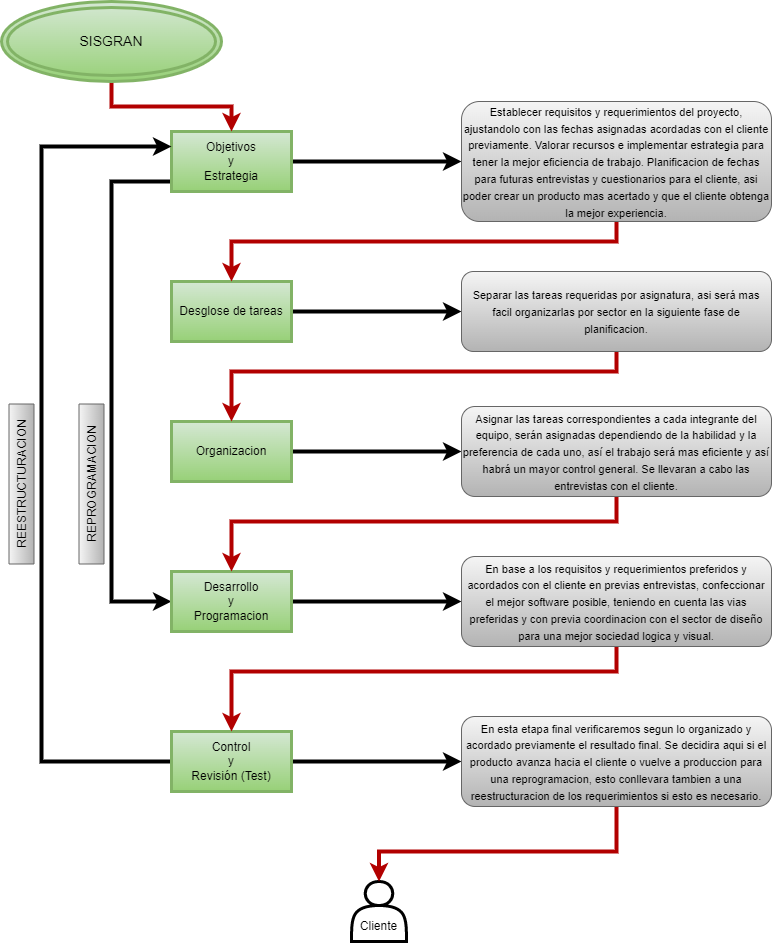 SISGRAN
Objetivos
y
Estrategia
Establecer requisitos y requerimientos del proyecto,
ajustandolo con las fechas asignadas acordadas con el cliente
previamente. Valorar recursos e implementar estrategia para
tener la mejor eficiencia de trabajo. Planificacion de fechas
para futuras entrevistas y cuestionarios para el cliente, asi
poder crear un producto mas acertado y que el cliente obtenga
la mejor experiencia.
Desglose de tareas
Separar las tareas requeridas por asignatura, asi será mas
facil organizarlas por sector en la siguiente fase de
planificacion.
REESTRUCTURACION
REPROGRAMACION
Organizacion
Asignar las tareas correspondientes a cada integrante del
equipo, serán asignadas dependiendo de la habilidad y la
preferencia de cada uno, así el trabajo será mas eficiente y así
habrá un mayor control general. Se llevaran a cabo las
entrevistas con el cliente.
Desarrollo
y
Programacion
En base a los requisitos y requerimientos preferidos y
acordados con el cliente en previas entrevistas, confeccionar
el mejor software posible, teniendo en cuenta las vias
preferidas y con previa coordinacion con el sector de diseño
para una mejor sociedad logica y visual.
Control
y
Revisión (Test)
En esta etapa final verificaremos segun lo organizado y
acordado previamente el resultado final. Se decidira aqui si el
producto avanza hacia el cliente o vuelve a produccion para
una reprogramacion, esto conllevara tambien a una
reestructuracion de los requerimientos si esto es necesario.
Cliente